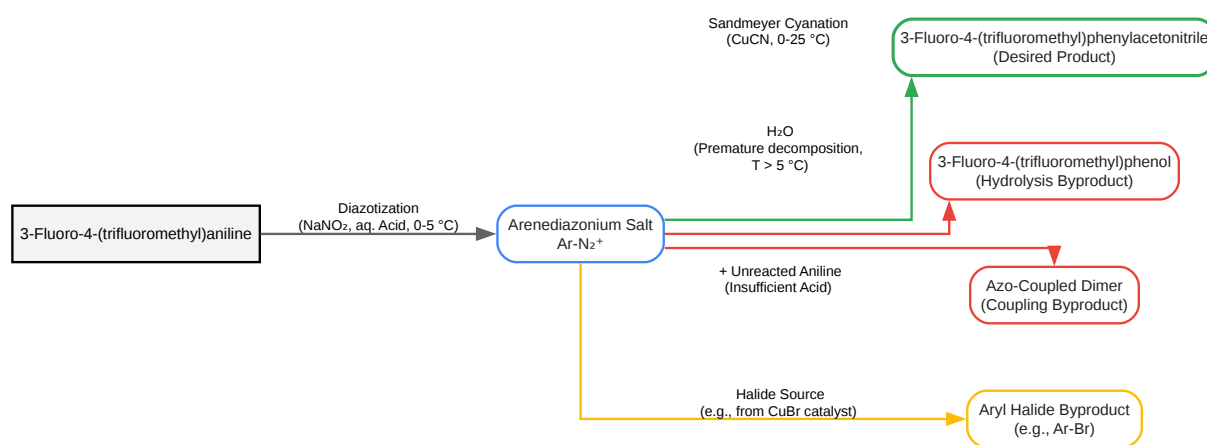 Sandmeyer Cyanation
(CuCN, 0-25 °C)
3-Fluoro-4-(trifluoromethyl)phenylacetonitrile
(Desired Product)
H₂O
(Premature decomposition,
T > 5 °C)
3-Fluoro-4-(trifluoromethyl)phenol
(Hydrolysis Byproduct)
3-Fluoro-4-(trifluoromethyl)aniline
Diazotization
(NaNO₂, aq. Acid, 0-5 °C)
Arenediazonium Salt
Ar-N₂⁺
+ Unreacted Aniline
(Insufficient Acid)
Azo-Coupled Dimer
(Coupling Byproduct)
Halide Source
(e.g., from CuBr catalyst)
Aryl Halide Byproduct
(e.g., Ar-Br)